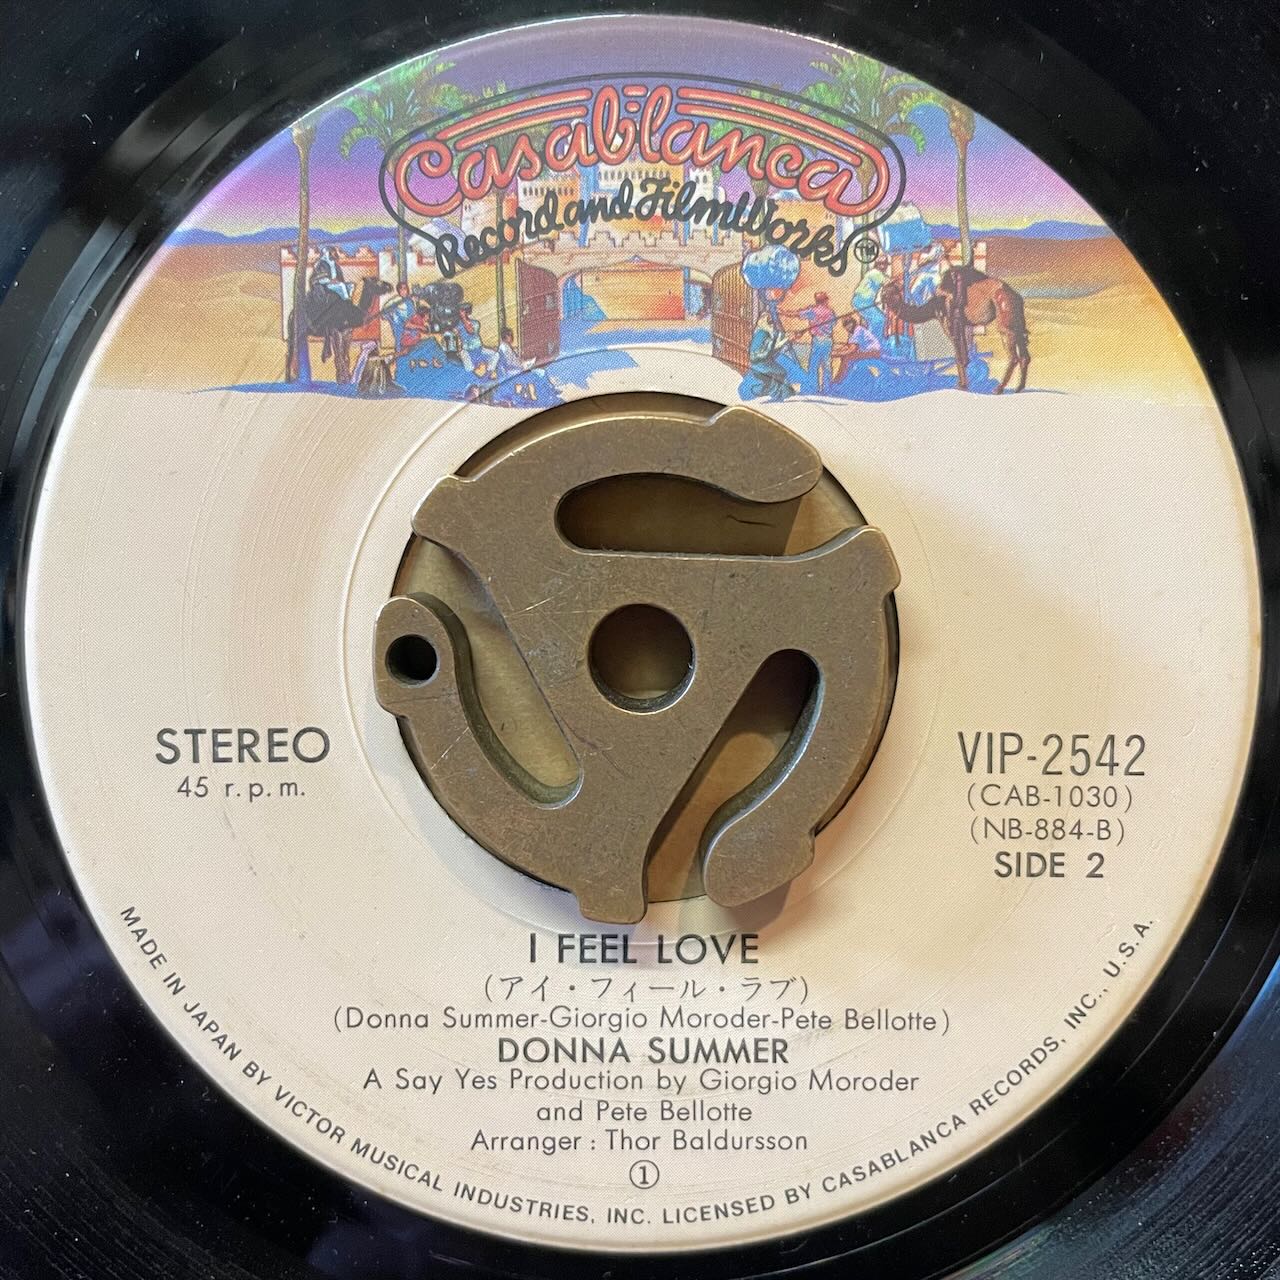 Casablanca
Record and FilmWorks ™
STEREO
45 r.p.m.
VIP-2542
(CAB-1030)
(NB-884-B)
SIDE 2
I FEEL LOVE
(アイ・フィール・ラブ)
(Donna Summer-Giorgio Moroder-Pete Bellotte)
DONNA SUMMER
A Say Yes Production by Giorgio Moroder
and Pete Bellotte
Arranger : Thor Baldursson
①
MADE IN JAPAN BY VICTOR MUSICAL INDUSTRIES, INC. LICENSED BY CASABLANCA RECORDS, INC., U.S.A.